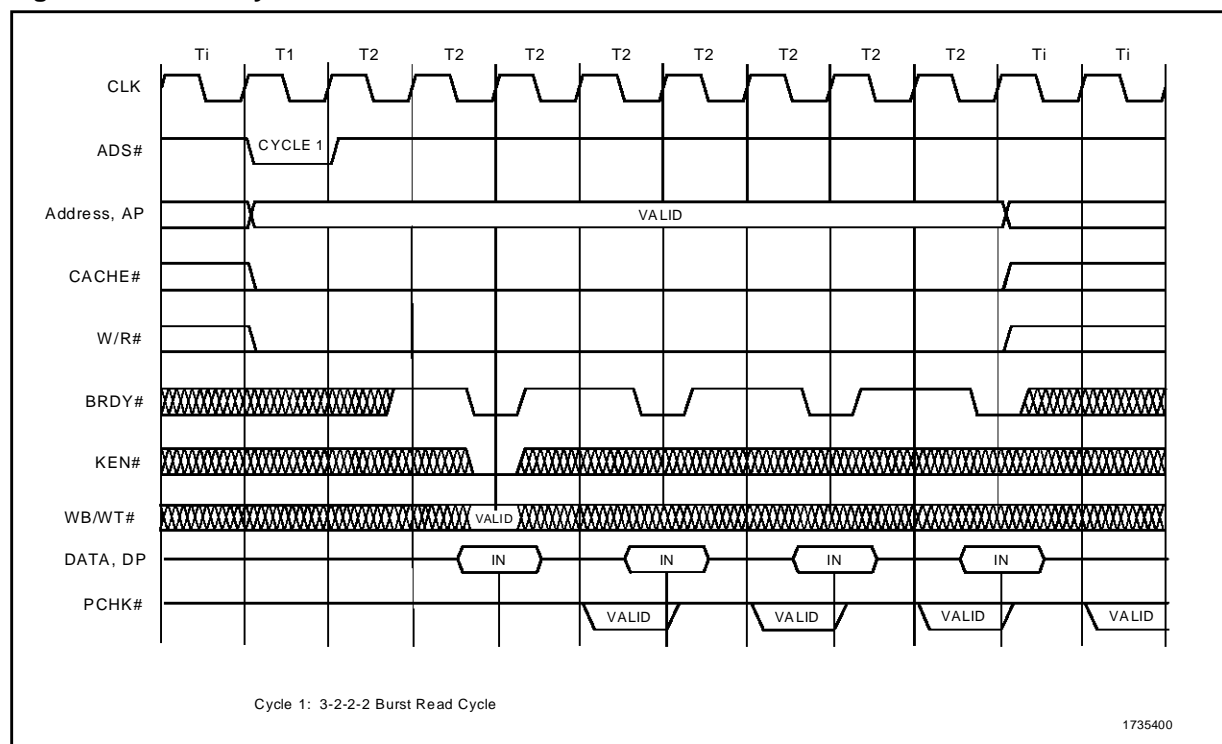 Ti T1 T2 T2 T2 T2 T2 T2 T2 T2 Ti Ti
CLK
ADS# CYCLE 1
Address, AP VALID
CACHE#
W/R#
BRDY#
KEN#
WB/WT# VALID
DATA, DP IN IN IN IN
PCHK# VALID VALID VALID VALID
Cycle 1: 3-2-2-2 Burst Read Cycle
1735400